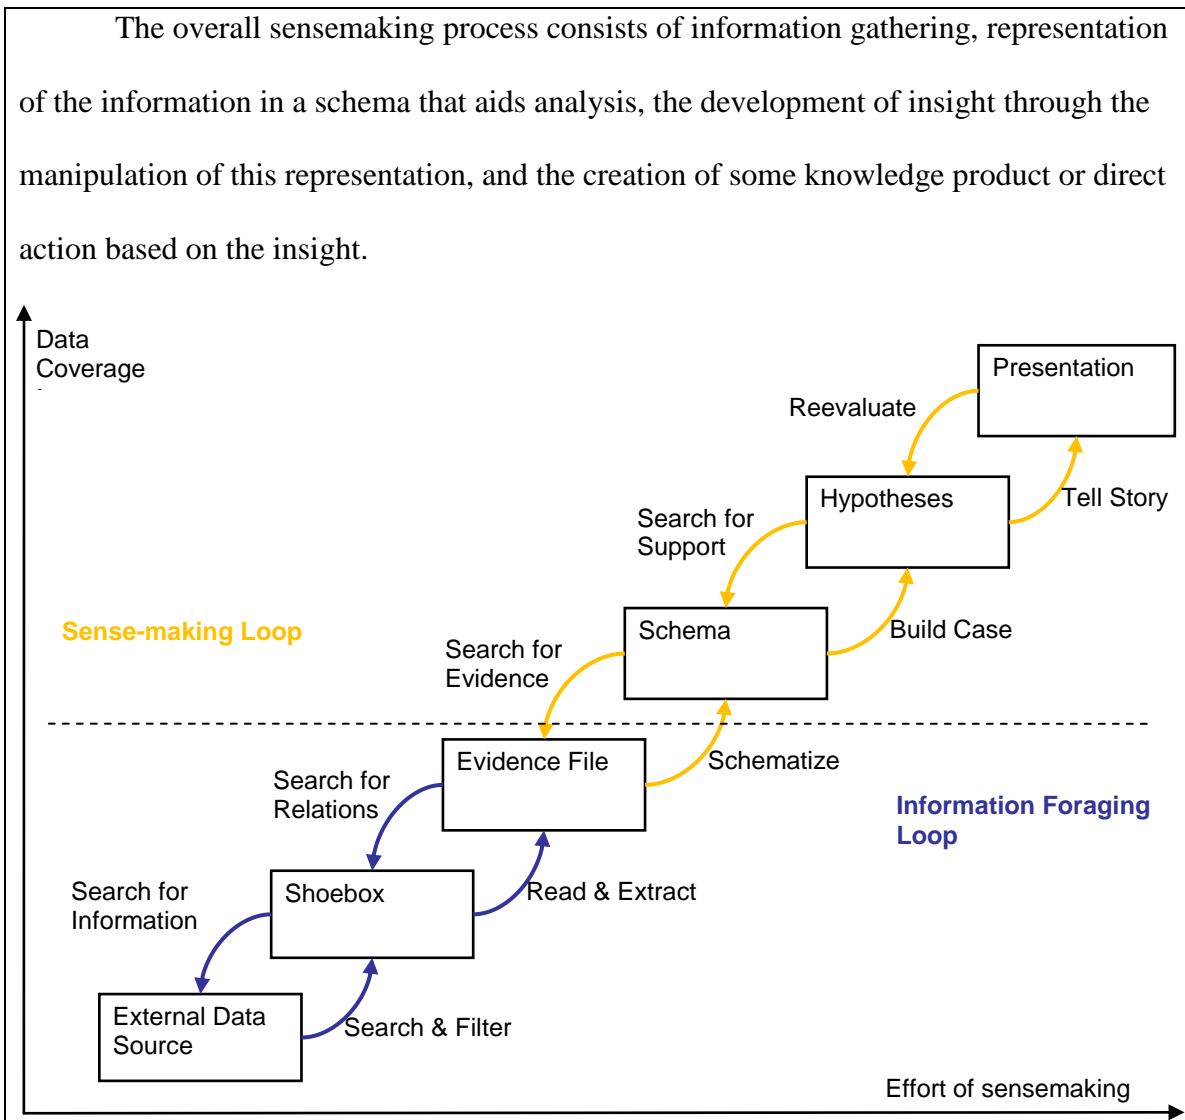 The overall sensemaking process consists of information gathering, representation
of the information in a schema that aids analysis, the development of insight through the
manipulation of this representation, and the creation of some knowledge product or direct
action based on the insight.
Data
Coverage
Presentation
Reevaluate
Hypotheses
Tell Story
Search for
Support
Sense-making Loop
Schema
Build Case
Search for
Evidence
Evidence File
Schematize
Search for
Relations
Information Foraging
Loop
Shoebox
Read & Extract
Search for
Information
External Data
Source
Search & Filter
Effort of sensemaking